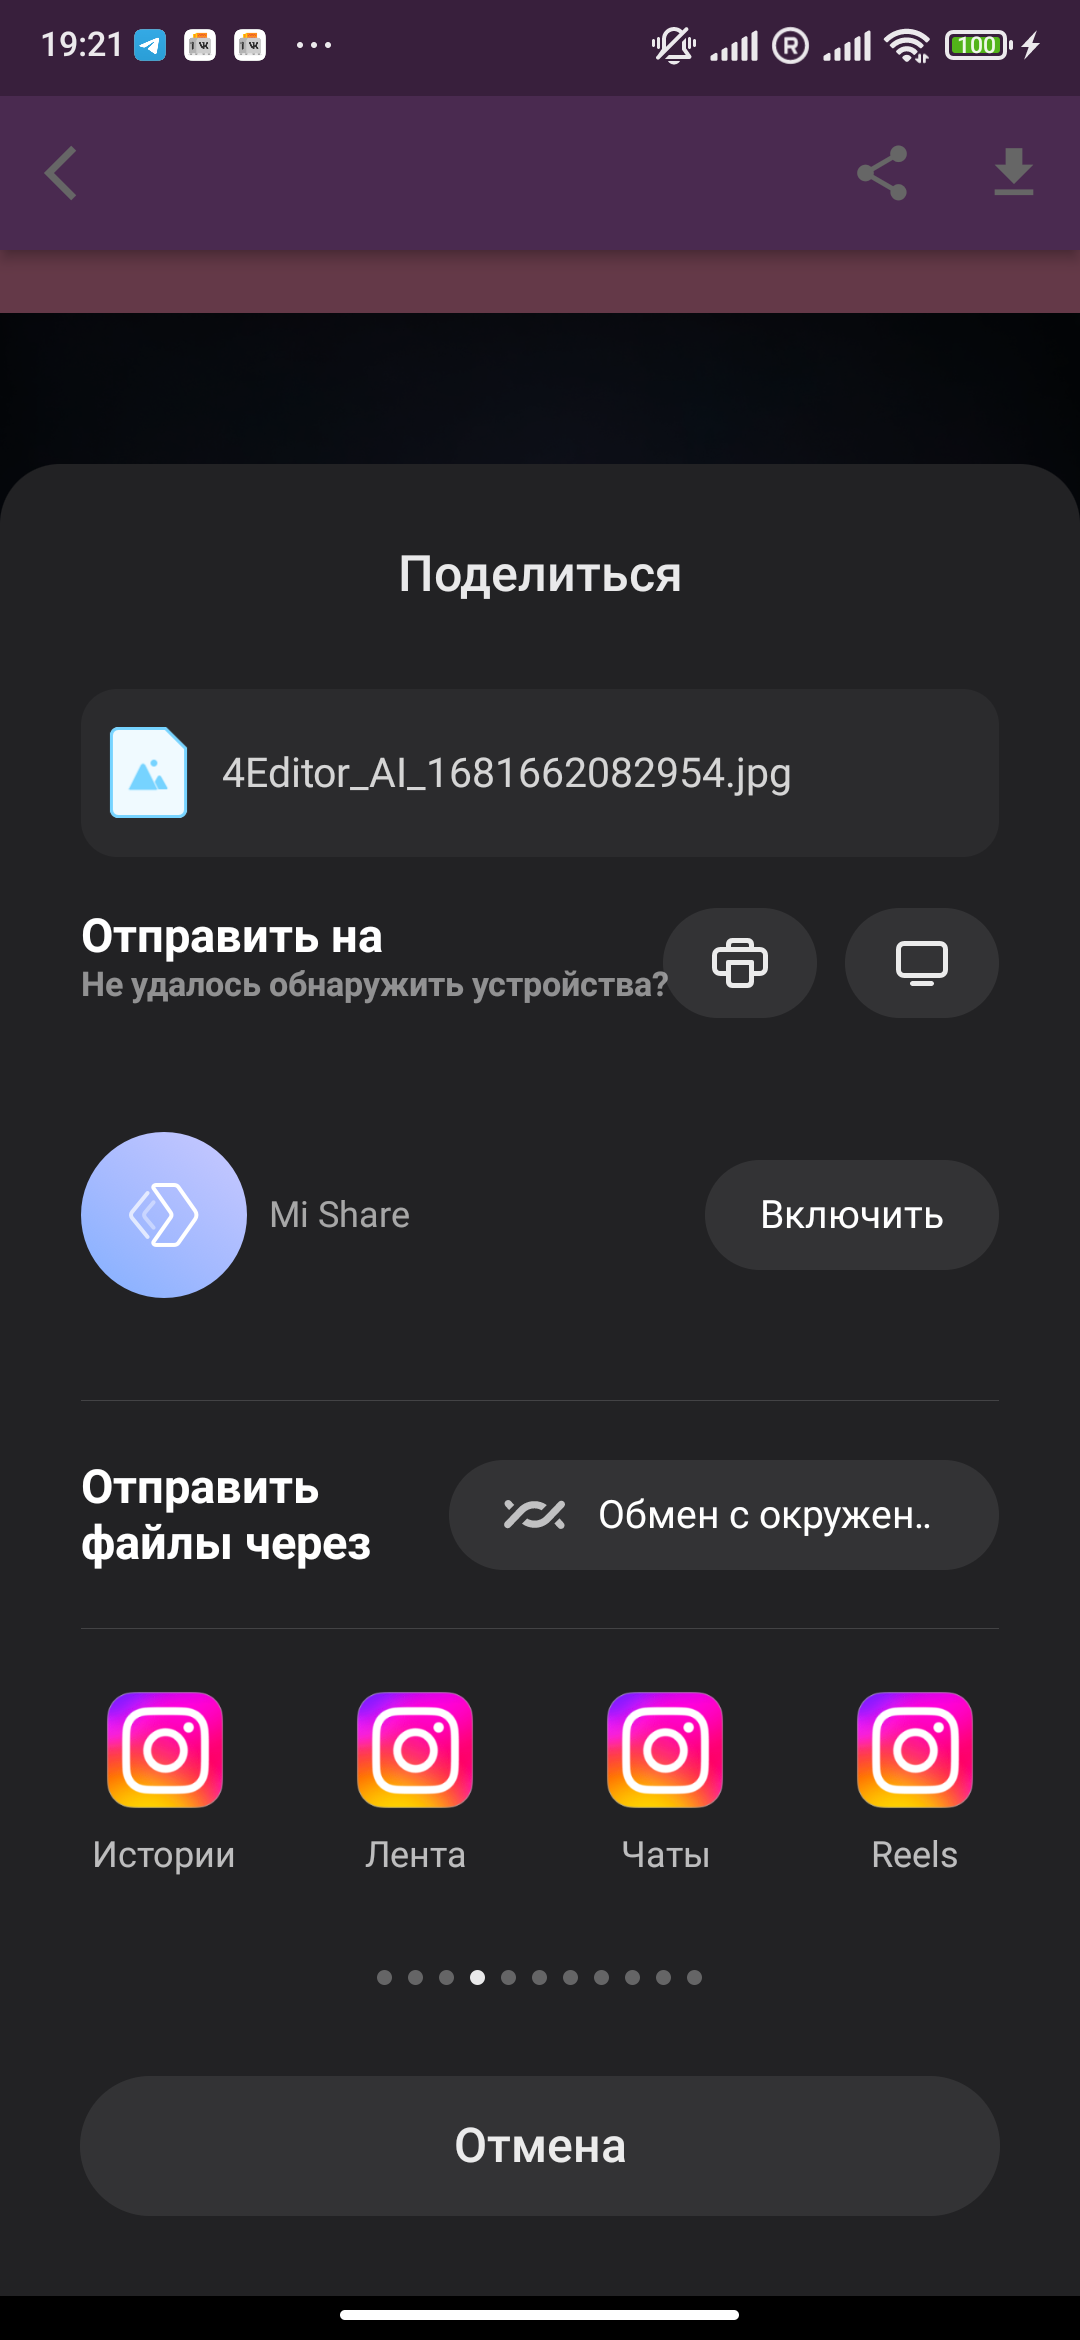 19:21
100
Поделиться
4Editor_AI_1681662082954.jpg
Отправить на
Не удалось обнаружить устройства?
Mi Share
Включить
Отправить
файлы через
Обмен с окружен..
Истории
Лента
Чаты
Reels
Отмена